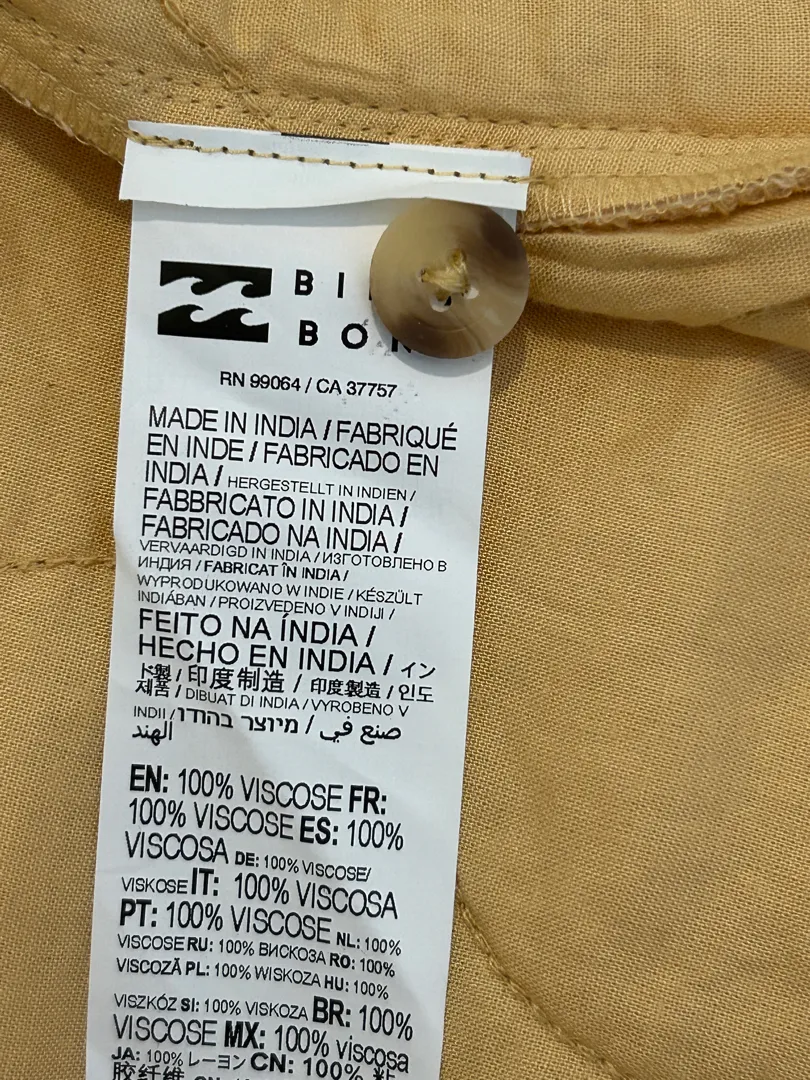 BI
BON
RN 99064 / CA 37757
MADE IN INDIA / FABRIQUÉ
EN INDE / FABRICADO EN
INDIA / HERGESTELLT IN INDIEN /
FABBRICATO IN INDIA /
FABRICADO NA INDIA /
VERVAARDIGD IN INDIA / ИЗГОТОВЛЕНО В
ИНДИЯ / FABRICAT ÎN INDIA /
WYPRODUKOWANO W INDIE / KÉSZÜLT
INDIÁBAN / PROIZVEDENO V INDIJI /
FEITO NA ÍNDIA /
HECHO EN INDIA / イン
ド製 / 印度制造 / 印度製造 / 인도
제품 / DIBUAT DI INDIA / VYROBENO V
INDII / מיוצר בהודו / صنع في
الهند
EN: 100% VISCOSE FR:
100% VISCOSE ES: 100%
VISCOSA DE: 100% VISCOSE/
VISKOSE IT: 100% VISCOSA
PT: 100% VISCOSE NL: 100%
VISCOSE RU: 100% ВИСКОЗА RO: 100%
VISCOZĂ PL: 100% WISKOZA HU: 100%
VISZKÓZ SI: 100% VISKOZA BR: 100%
VISCOSE MX: 100% viscosa
JA: 100% レーヨン CN: 100% 粘
胶纤维